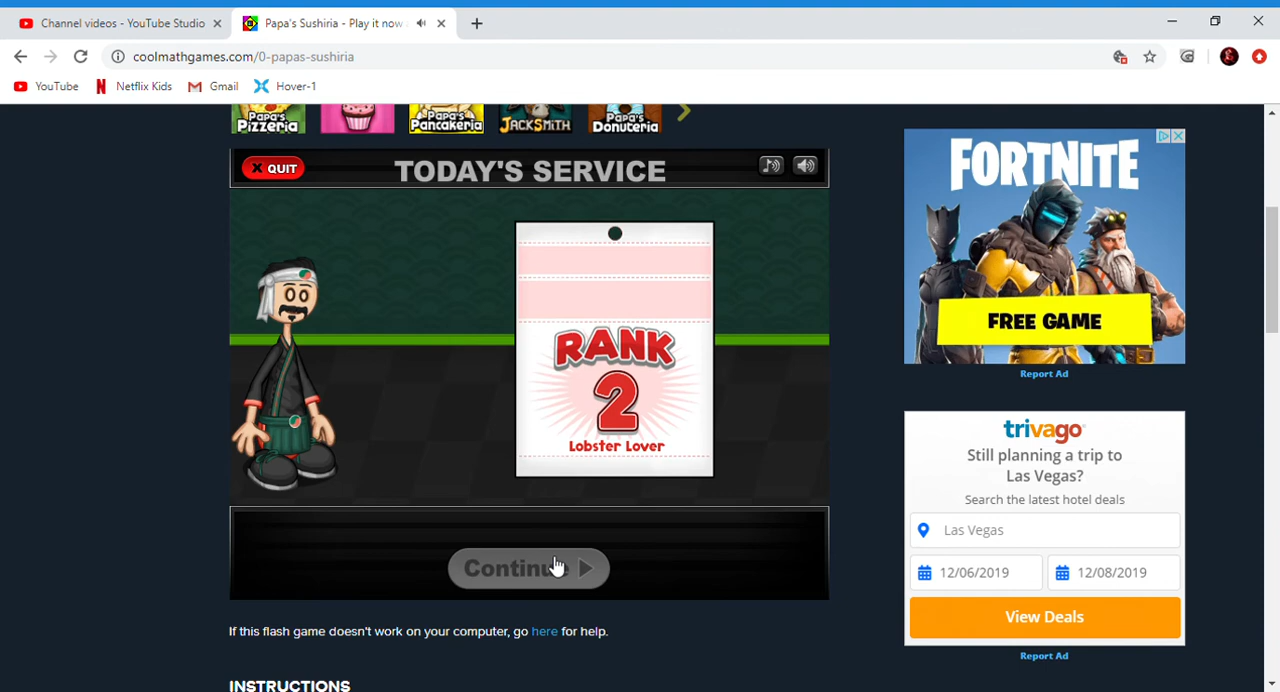 Channel videos - YouTube Studio
Papa's Sushiria - Play it now
coolmathgames.com/0-papas-sushiria
YouTube
Netflix Kids
Gmail
Hover-1
Papa's Pizzeria
Papa's Pancakeria
JACKSMITH
Papa's Donuteria
X QUIT
TODAY'S SERVICE
RANK
2
Lobster Lover
Continue
If this flash game doesn't work on your computer, go here for help.
INSTRUCTIONS
FORTNITE
FREE GAME
Report Ad
trivago
Still planning a trip to
Las Vegas?
Search the latest hotel deals
Las Vegas
12/06/2019
12/08/2019
View Deals
Report Ad